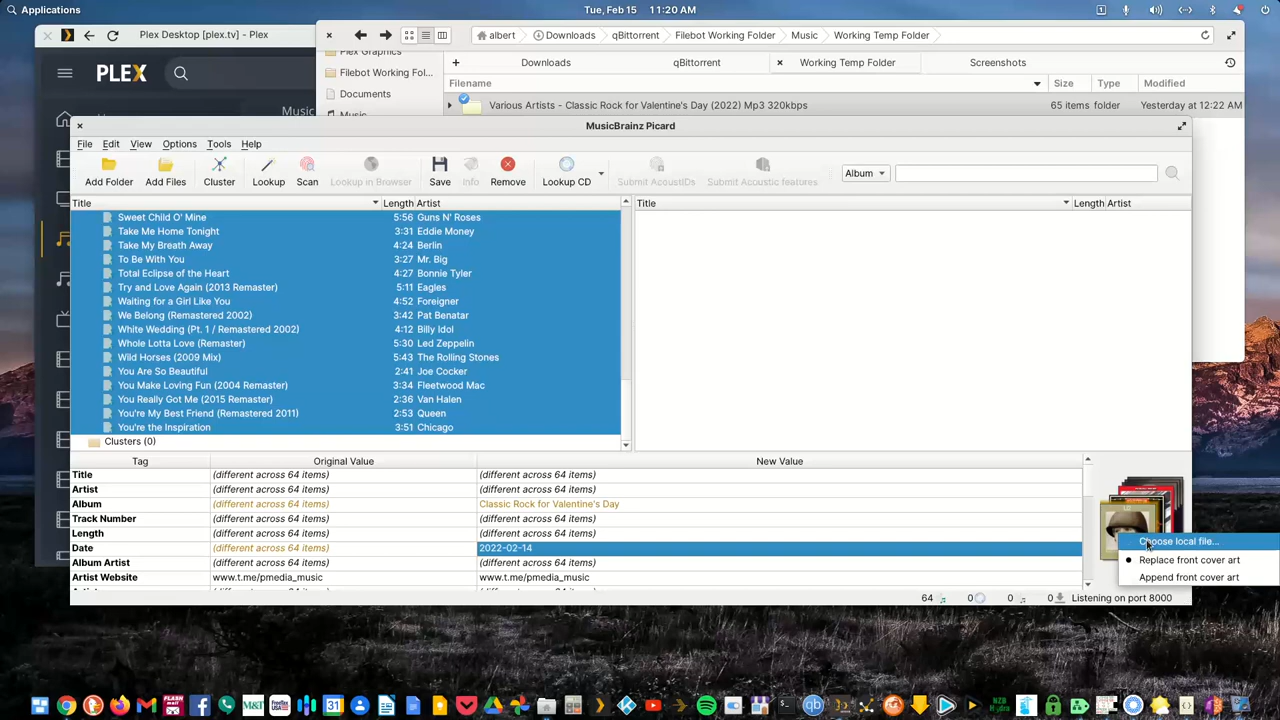 Applications
Tue, Feb 15 11:20 AM
Plex Desktop [plex.tv] - Plex
albert Downloads qBittorrent Filebot Working Folder Music Working Temp Folder
PLEX
Plex Graphics
Downloads qBittorrent Working Temp Folder Screenshots
Filebot Working Fol...
Filename Size Type Modified
Documents
Music
Various Artists - Classic Rock for Valentine's Day (2022) Mp3 320kbps 65 items folder Yesterday at 12:22 AM
Music
MusicBrainz Picard
File Edit View Options Tools Help
Add Folder Add Files Cluster Lookup Scan Lookup in Browser Save Info Remove Lookup CD Submit AcoustIDs Submit Acoustic features Album
Title Length Artist
Title Length Artist
Sweet Child O' Mine 5:56 Guns N' Roses
Take Me Home Tonight 3:31 Eddie Money
Take My Breath Away 4:24 Berlin
To Be With You 3:27 Mr. Big
Total Eclipse of the Heart 4:27 Bonnie Tyler
Try and Love Again (2013 Remaster) 5:11 Eagles
Waiting for a Girl Like You 4:52 Foreigner
We Belong (Remastered 2002) 3:42 Pat Benatar
White Wedding (Pt. 1 / Remastered 2002) 4:12 Billy Idol
Whole Lotta Love (Remaster) 5:30 Led Zeppelin
Wild Horses (2009 Mix) 5:43 The Rolling Stones
You Are So Beautiful 2:41 Joe Cocker
You Make Loving Fun (2004 Remaster) 3:34 Fleetwood Mac
You Really Got Me (2015 Remaster) 2:36 Van Halen
You're My Best Friend (Remastered 2011) 2:53 Queen
You're the Inspiration 3:51 Chicago
Clusters (0)
Tag Original Value New Value
Title (different across 64 items) (different across 64 items)
Artist (different across 64 items) (different across 64 items)
Album (different across 64 items) Classic Rock for Valentine's Day
Track Number (different across 64 items) (different across 64 items)
Length (different across 64 items) (different across 64 items)
Date (different across 64 items) 2022-02-14
Album Artist (different across 64 items) (different across 64 items)
Artist Website www.t.me/pmedia_music www.t.me/pmedia_music
Choose local file...
Replace front cover art
Append front cover art
64 0 0 0 Listening on port 8000